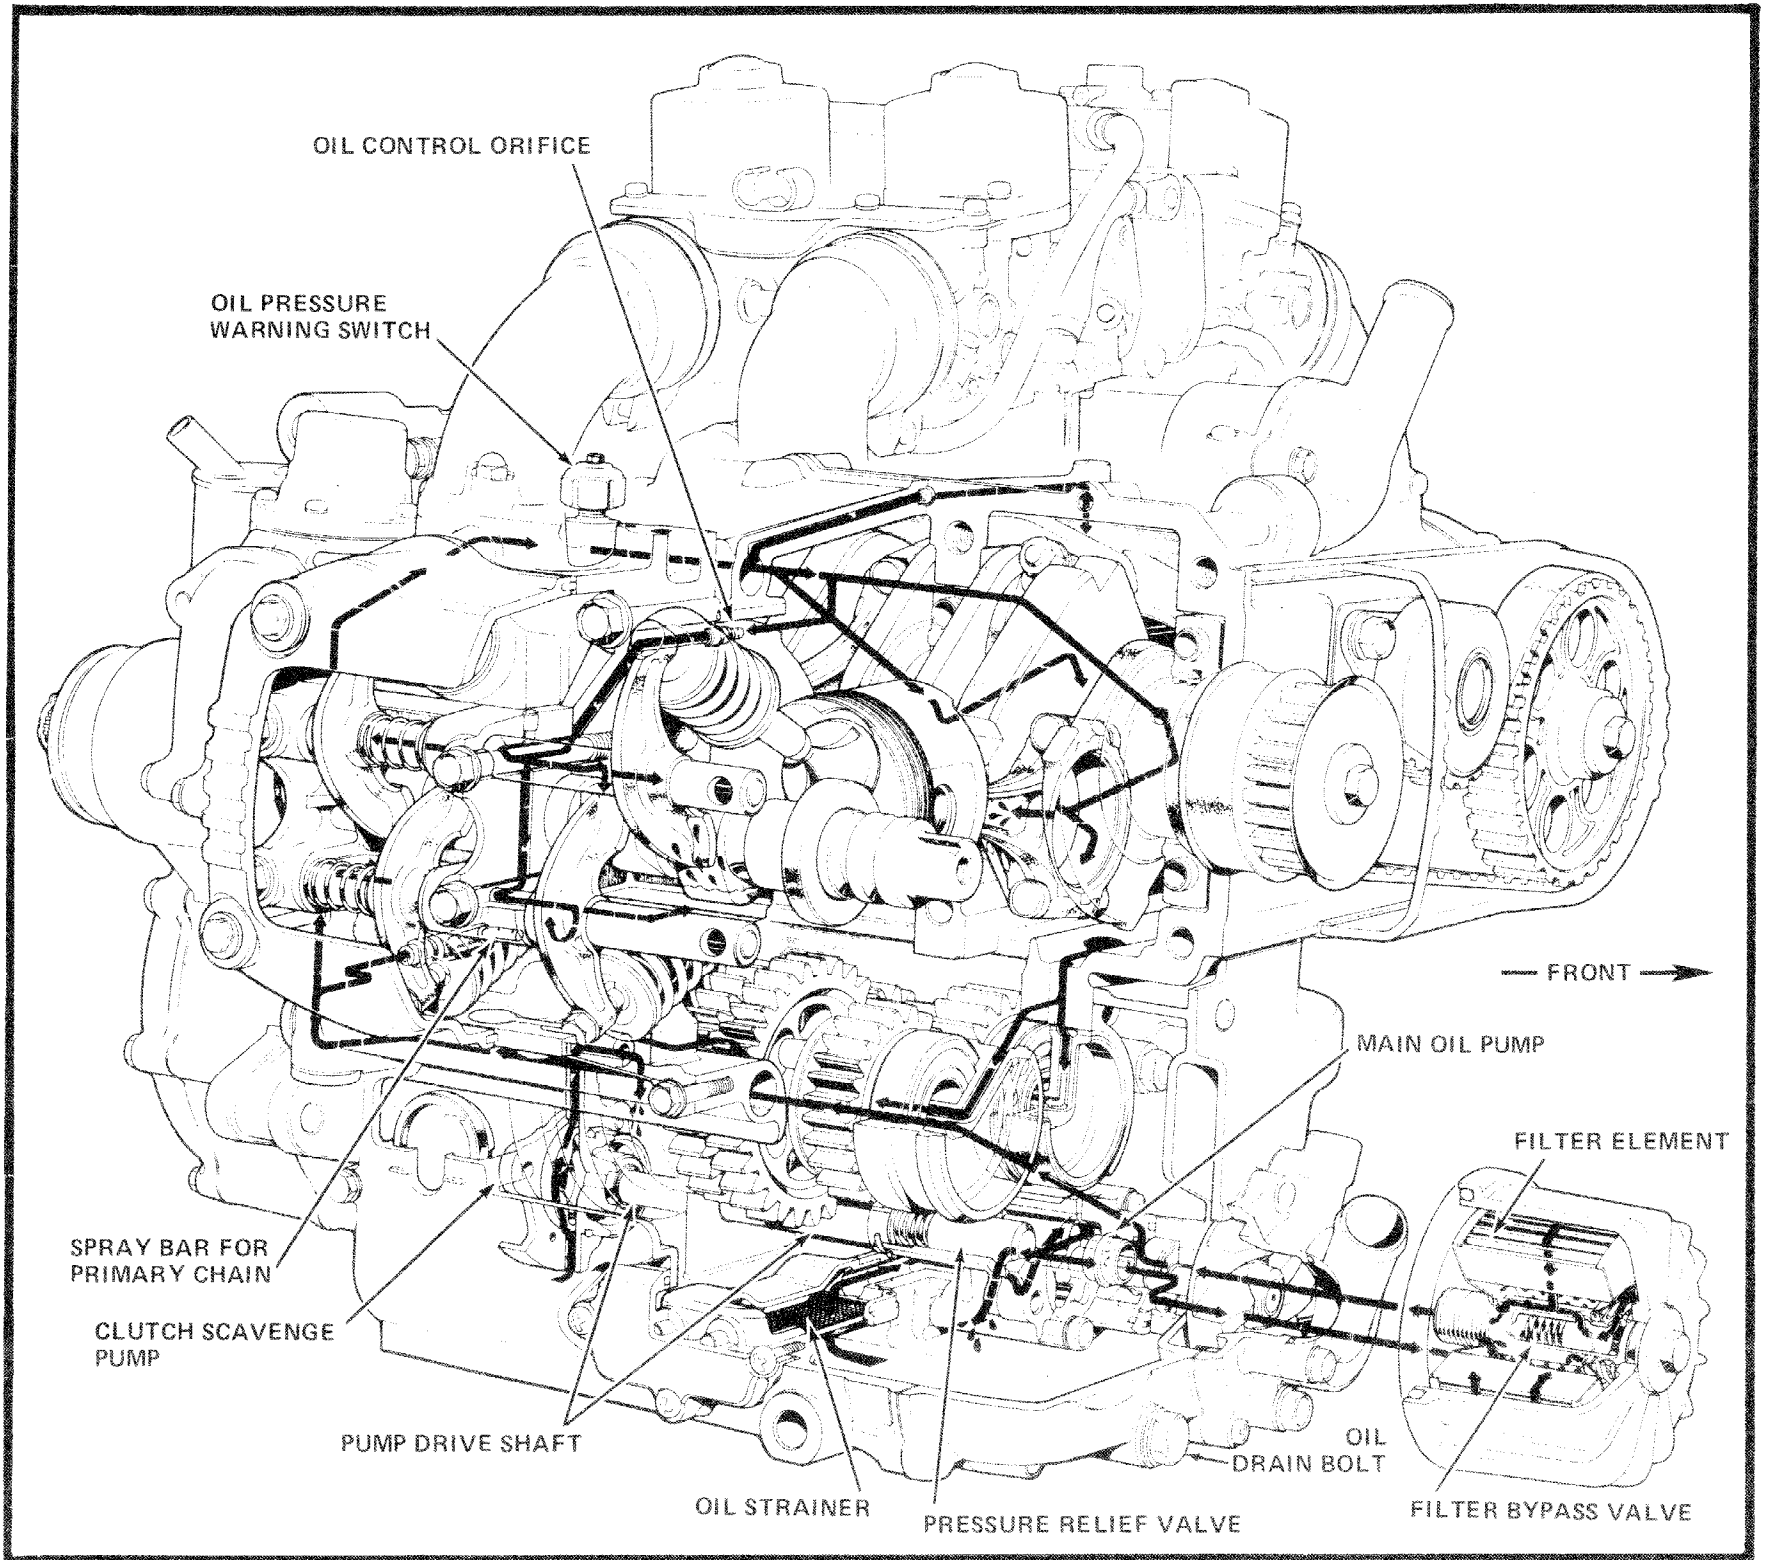 OIL CONTROL ORIFICE
OIL PRESSURE
WARNING SWITCH
FRONT
MAIN OIL PUMP
FILTER ELEMENT
SPRAY BAR FOR
PRIMARY CHAIN
CLUTCH SCAVENGE
PUMP
PUMP DRIVE SHAFT
OIL
DRAIN BOLT
OIL STRAINER
PRESSURE RELIEF VALVE
FILTER BYPASS VALVE